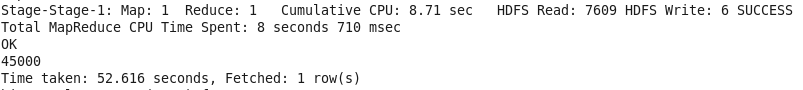 Stage-Stage-1: Map: 1  Reduce: 1   Cumulative CPU: 8.71 sec   HDFS Read: 7609 HDFS Write: 6 SUCCESS
Total MapReduce CPU Time Spent: 8 seconds 710 msec
OK
45000
Time taken: 52.616 seconds, Fetched: 1 row(s)